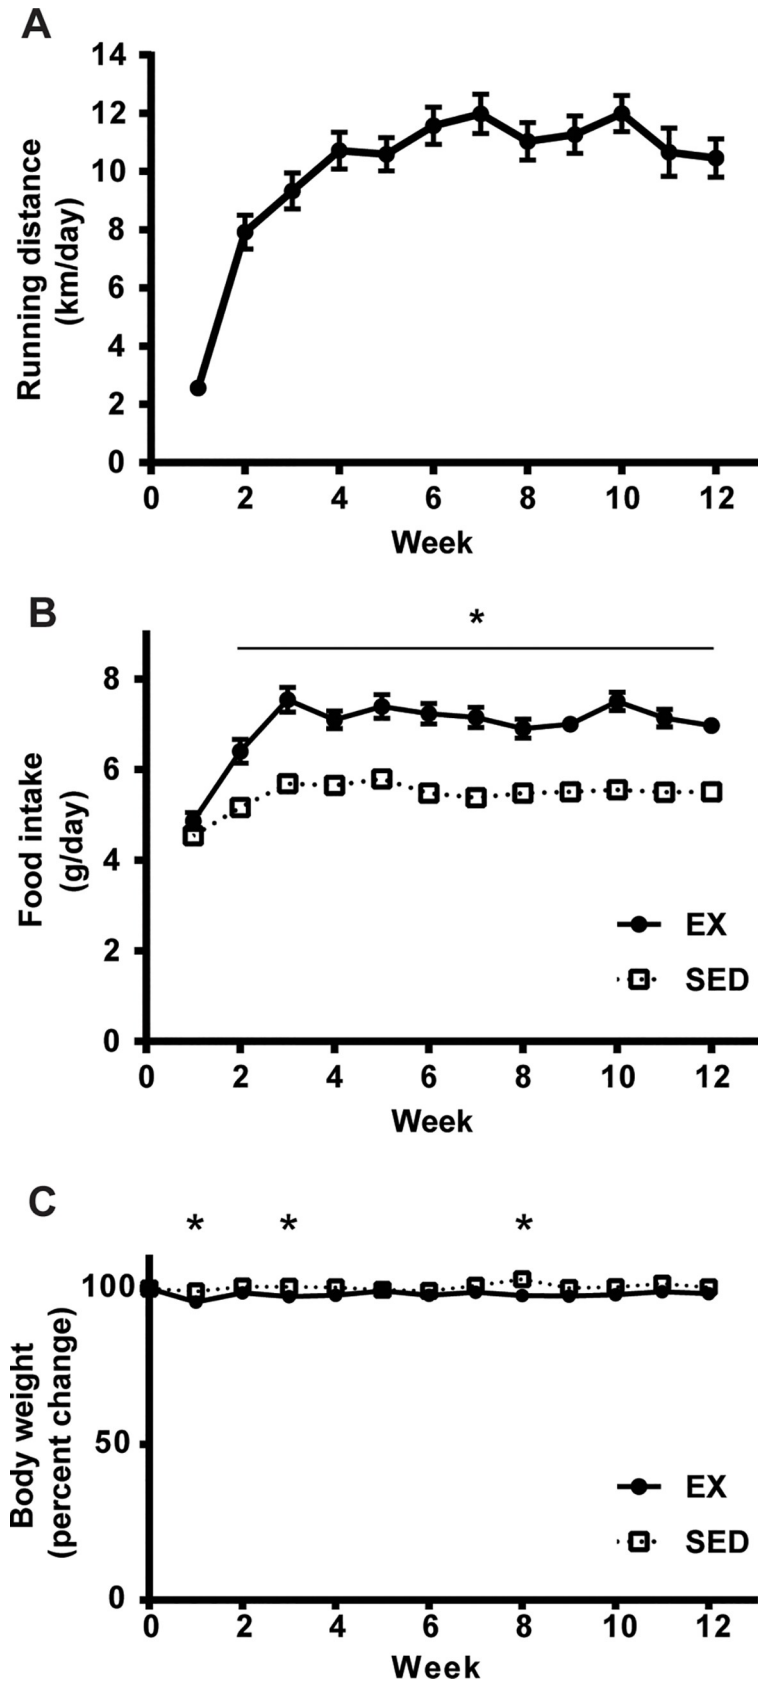 A
14
12
10
8
6
4
2
0
Running distance
(km/day)
0 2 4 6 8 10 12
Week
B
*
8
6
4
2
0
Food intake
(g/day)
EX
SED
0 2 4 6 8 10 12
Week
C
* * *
100
50
0
Body weight
(percent change)
EX
SED
0 2 4 6 8 10 12
Week